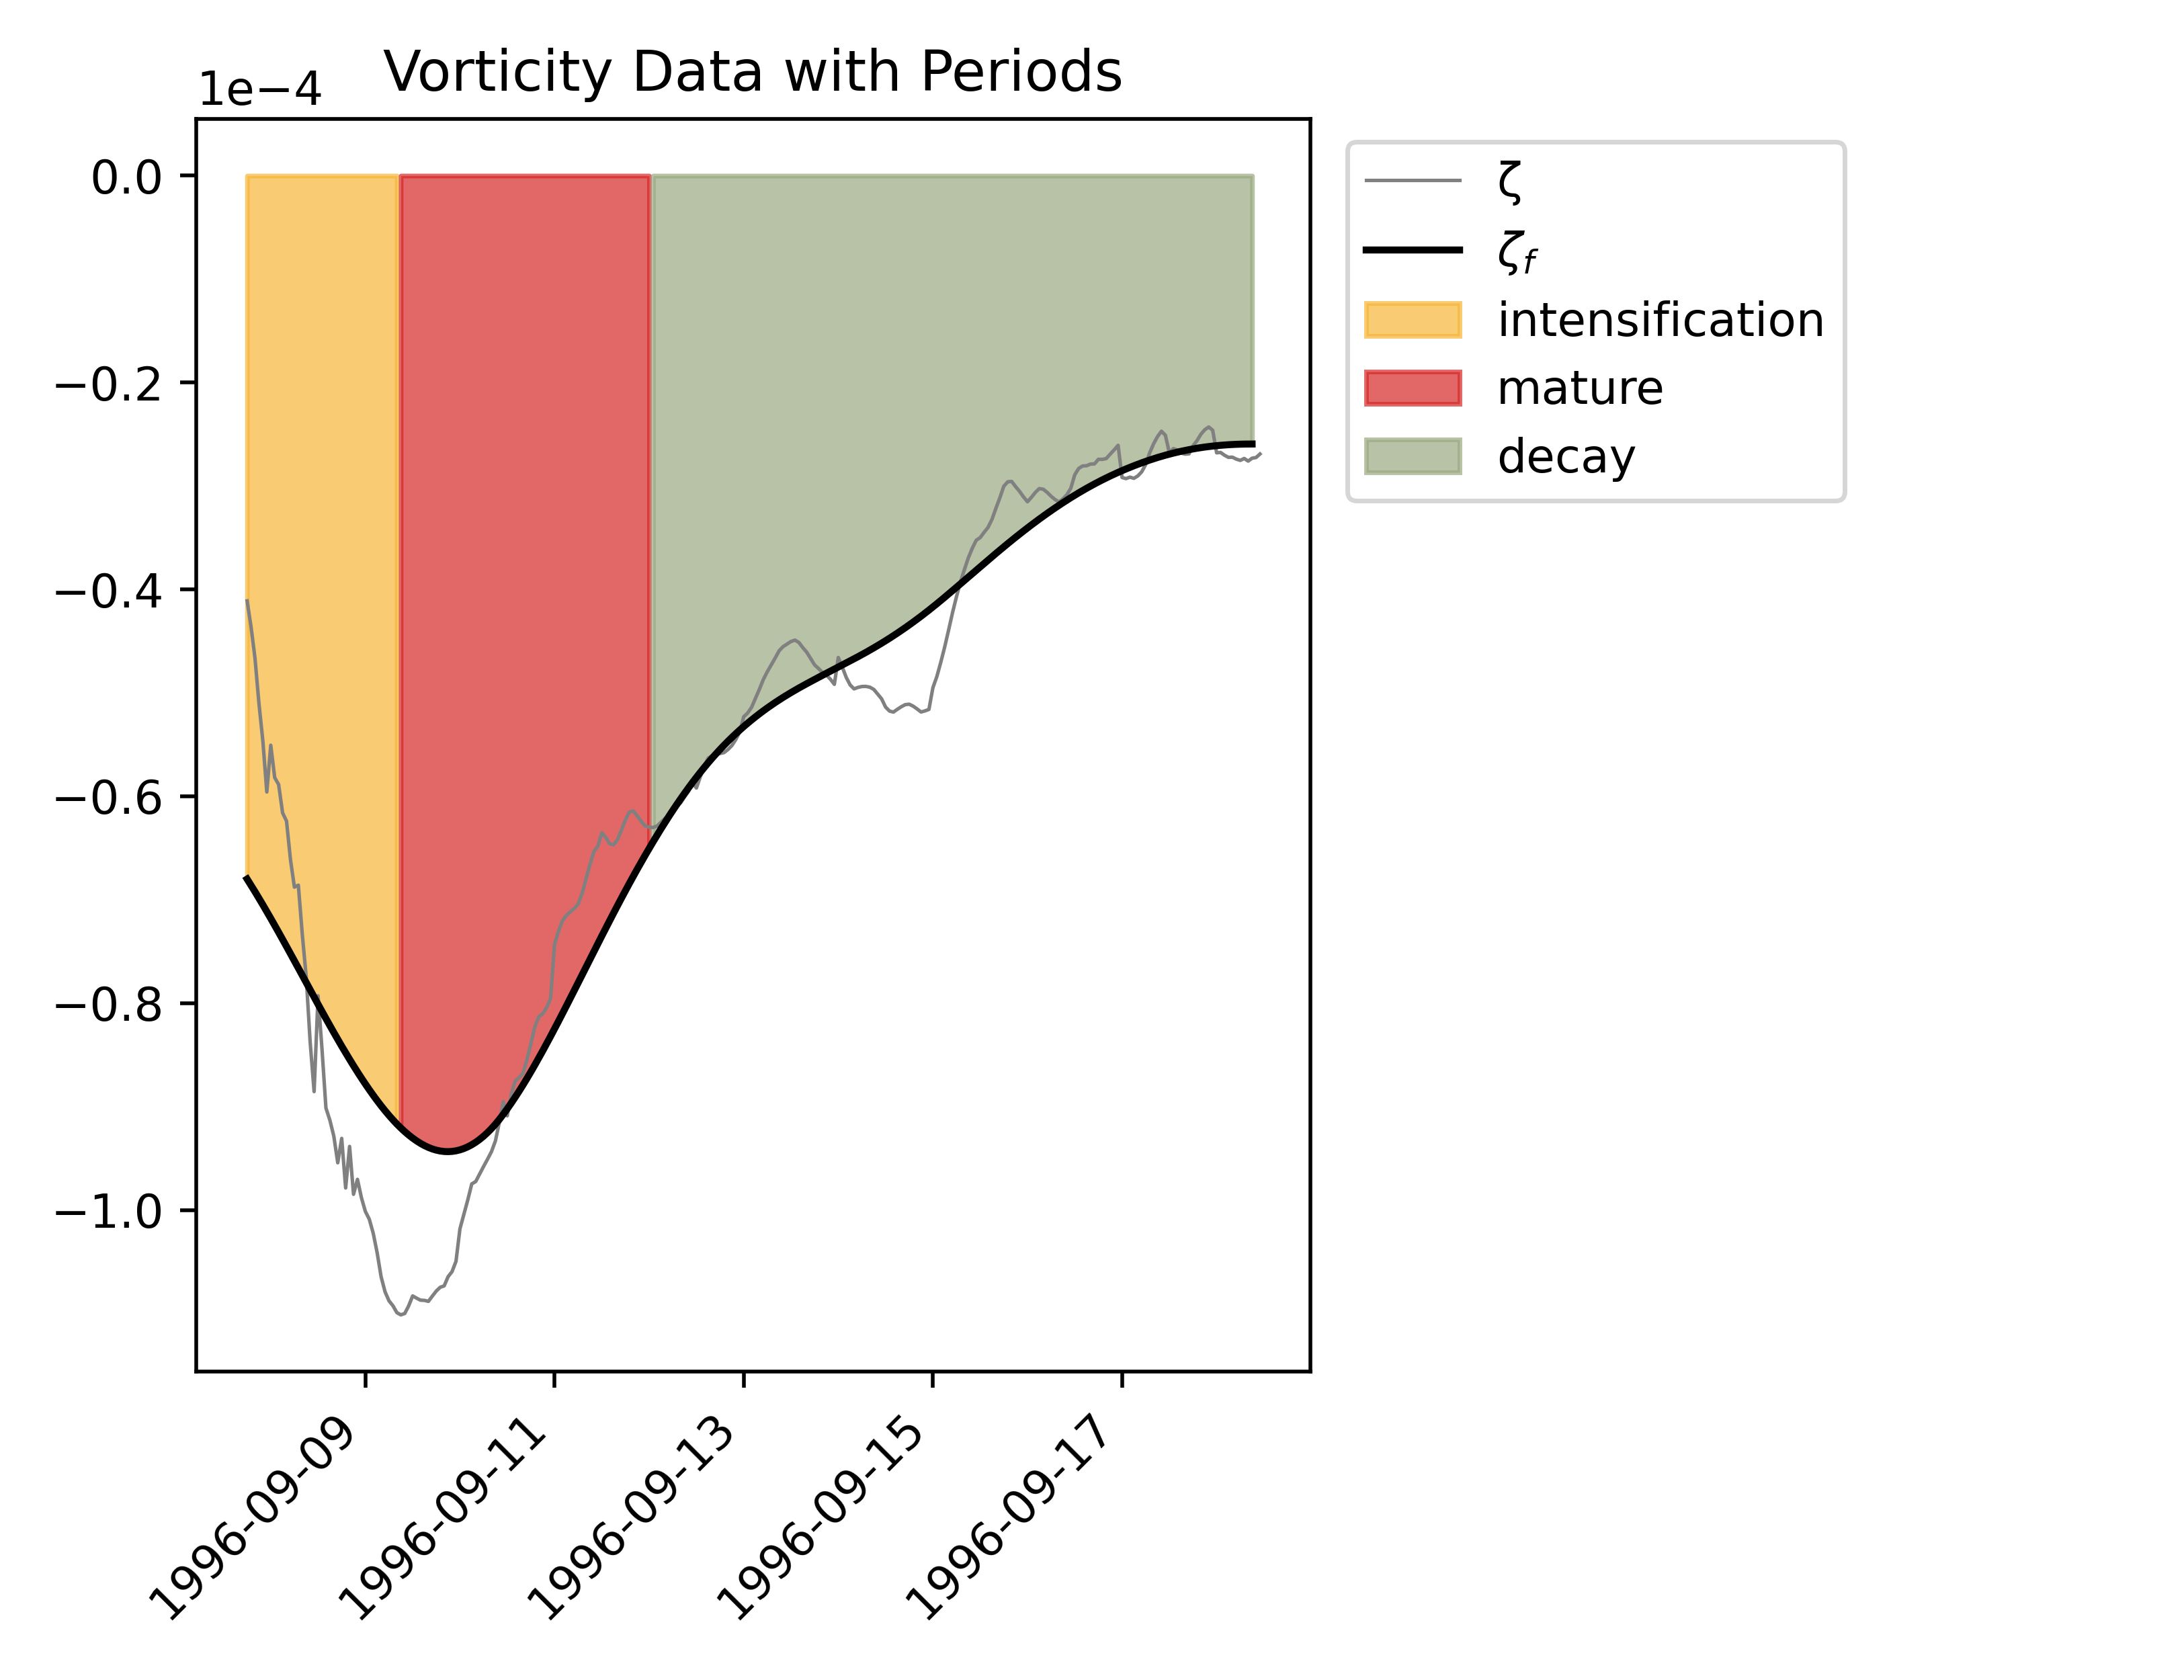 Vorticity Data with Periods
1e−4
0.0
−0.2
−0.4
−0.6
−0.8
−1.0
1996-09-09
1996-09-11
1996-09-13
1996-09-15
1996-09-17
ζ
ζf
intensification
mature
decay